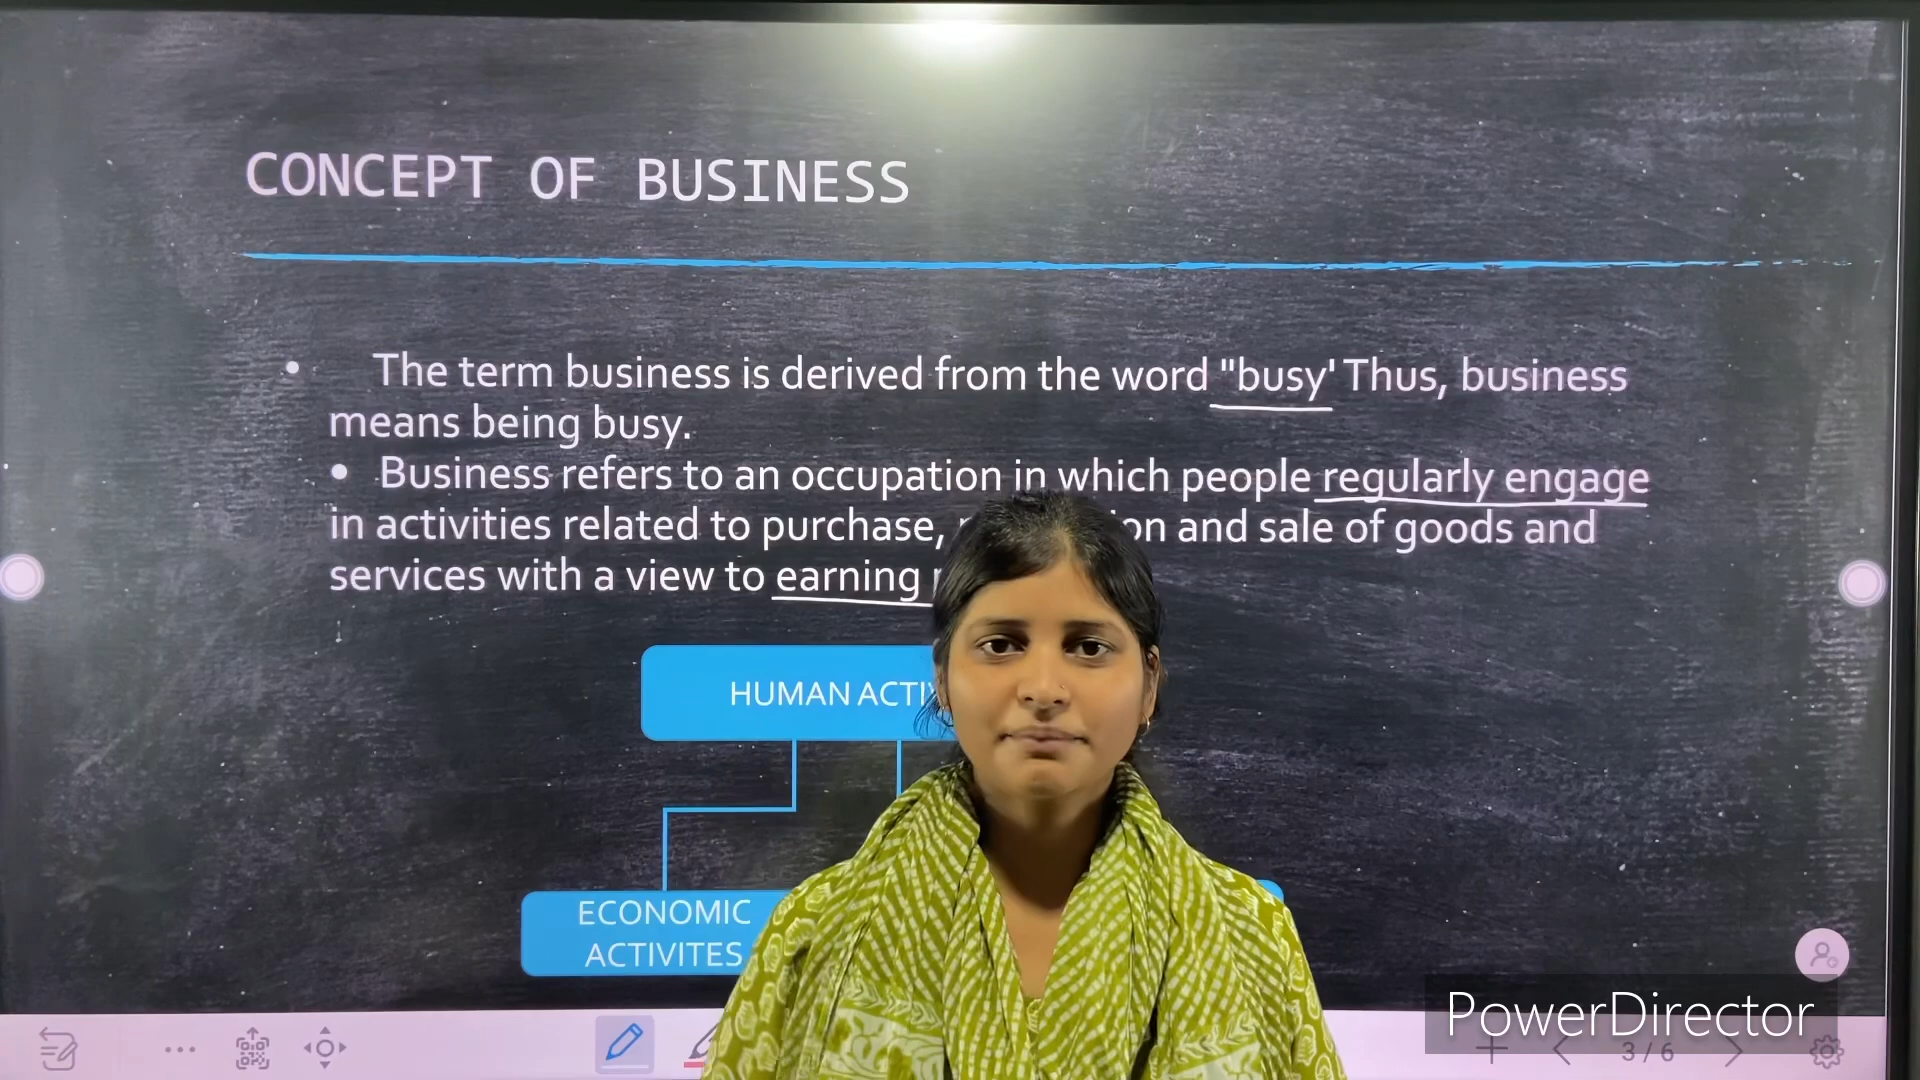 CONCEPT OF BUSINESS
• The term business is derived from the word "busy' Thus, business
means being busy.
• Business refers to an occupation in which people regularly engage
in activities related to purchase, and sale of goods and
services with a view to earning
HUMAN
ECONOMIC
ACTIVITES
PowerDirector
3/6